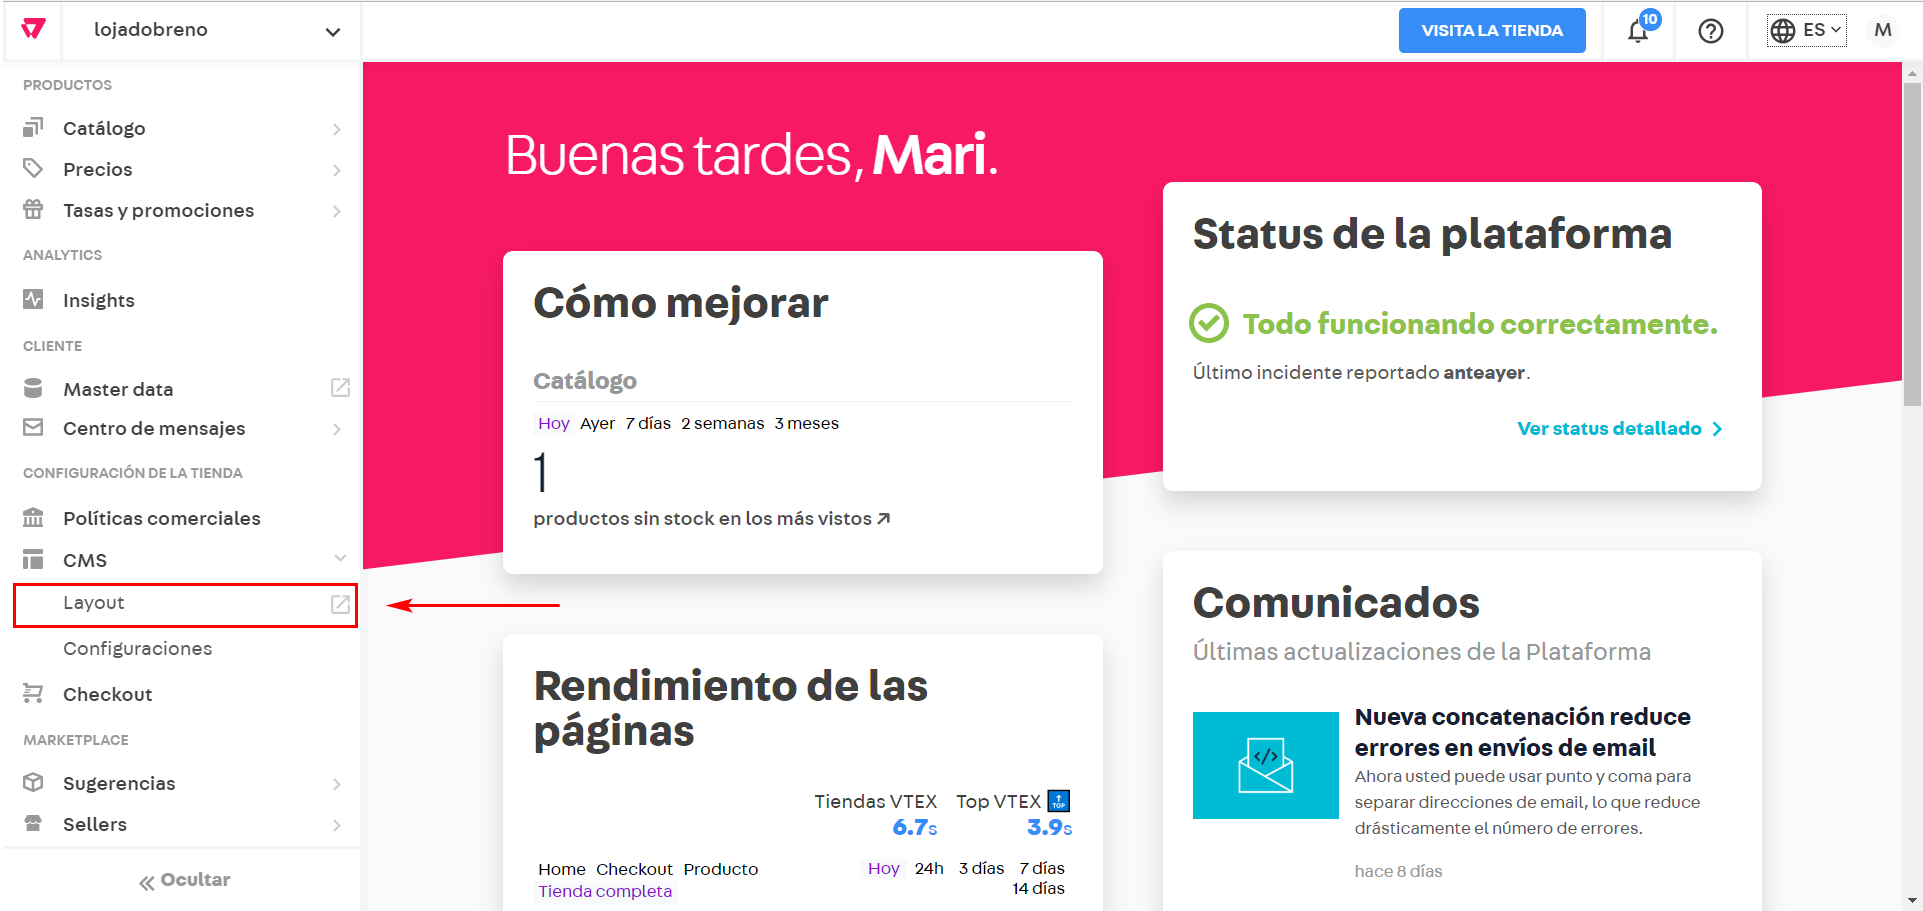 lojadobreno
VISITA LA TIENDA
10
ES
M
PRODUCTOS
Catálogo
Precios
Tasas y promociones
ANALYTICS
Insights
CLIENTE
Master data
Centro de mensajes
CONFIGURACIÓN DE LA TIENDA
Políticas comerciales
CMS
Layout
Configuraciones
Checkout
MARKETPLACE
Sugerencias
Sellers
Ocultar
Buenas tardes, Mari.
Cómo mejorar
Catálogo
Hoy Ayer 7 días 2 semanas 3 meses
1
productos sin stock en los más vistos
Rendimiento de las
páginas
Tiendas VTEX Top VTEX TOP
6.7s 3.9s
Home Checkout Producto
Tienda completa
Hoy 24h 3 días 7 días
14 días
Status de la plataforma
Todo funcionando correctamente.
Último incidente reportado anteayer.
Ver status detallado
Comunicados
Últimas actualizaciones de la Plataforma
</>
Nueva concatenación reduce
errores en envíos de email
Ahora usted puede usar punto y coma para
separar direcciones de email, lo que reduce
drásticamente el número de errores.
hace 8 días